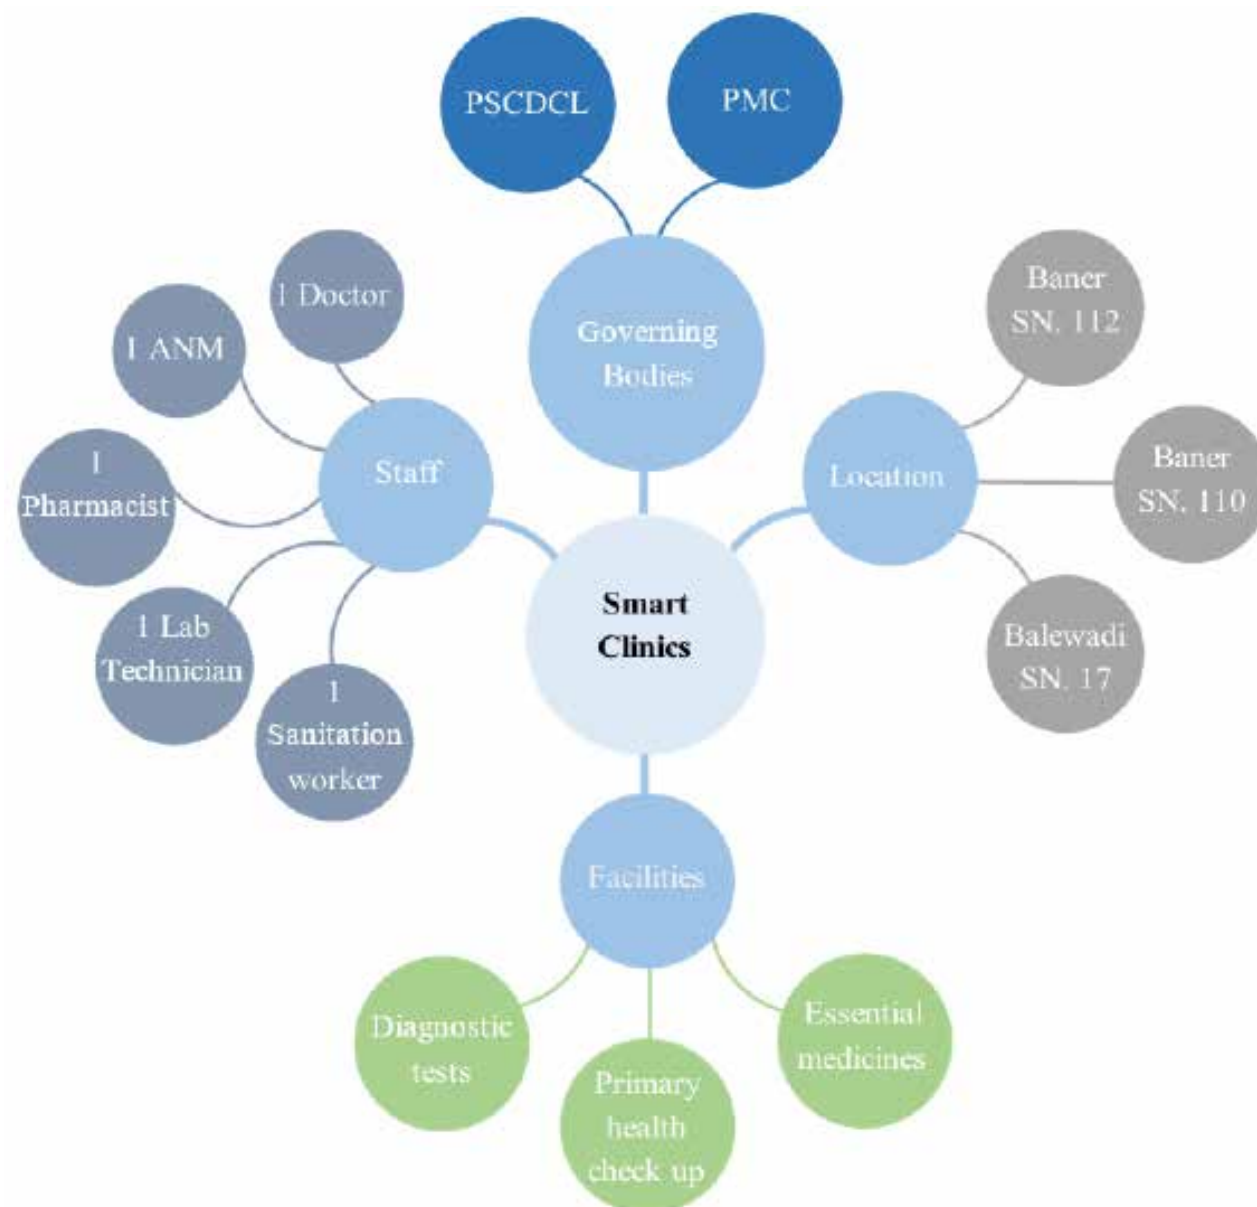 PSCDCL
PMC
Governing
Bodies
1 Doctor
1 ANM
1
Pharmacist
1 Lab
Technician
1
Sanitation
worker
Staff
Location
Baner
SN. 112
Baner
SN. 110
Balewadi
SN. 17
Smart
Clinics
Facilities
Diagnostic
tests
Primary
health
check up
Essential
medicines